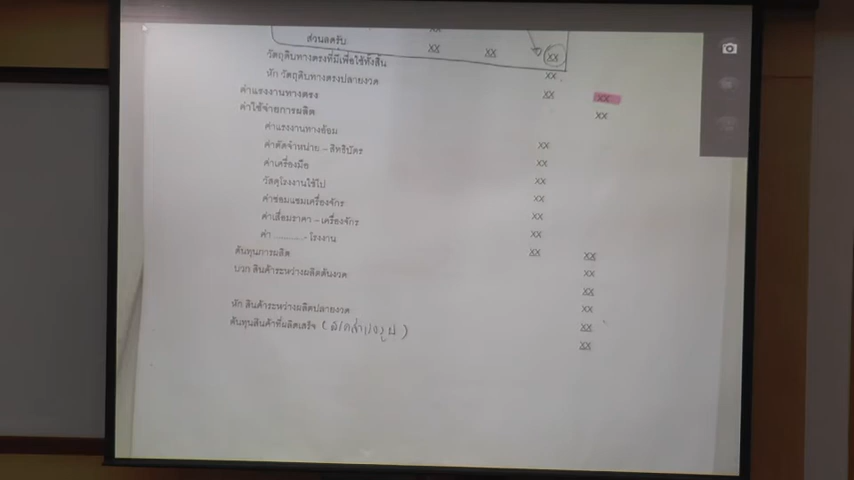 XX
ส่วนลดรับ XX XX XX
วัตถุดิบทางตรงที่มีเพื่อใช้ทั้งสิ้น
หัก วัตถุดิบทางตรงปลายงวด XX
ค่าแรงงานทางตรง XX XX
ค่าใช้จ่ายการผลิต XX
ค่าแรงงานทางอ้อม
ค่าตัดจำหน่าย – สิทธิบัตร XX
ค่าเครื่องมือ XX
วัสดุโรงงานใช้ไป XX
ค่าซ่อมแซมเครื่องจักร XX
ค่าเสื่อมราคา – เครื่องจักร XX
ค่า ............ - โรงงาน XX
ต้นทุนการผลิต XX XX
บวก สินค้าระหว่างผลิตต้นงวด XX
XX
หัก สินค้าระหว่างผลิตปลายงวด XX
ต้นทุนสินค้าที่ผลิตเสร็จ XX
XX